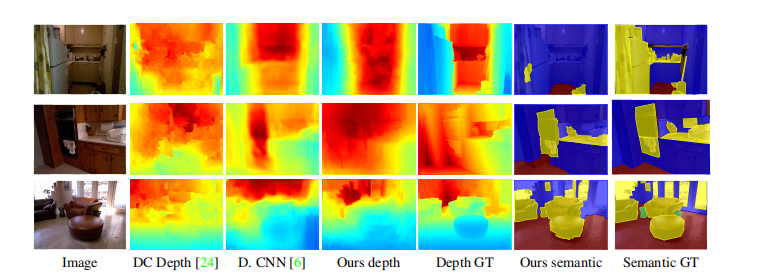 Image DC Depth [24] D. CNN [6] Ours depth Depth GT Ours semantic Semantic GT